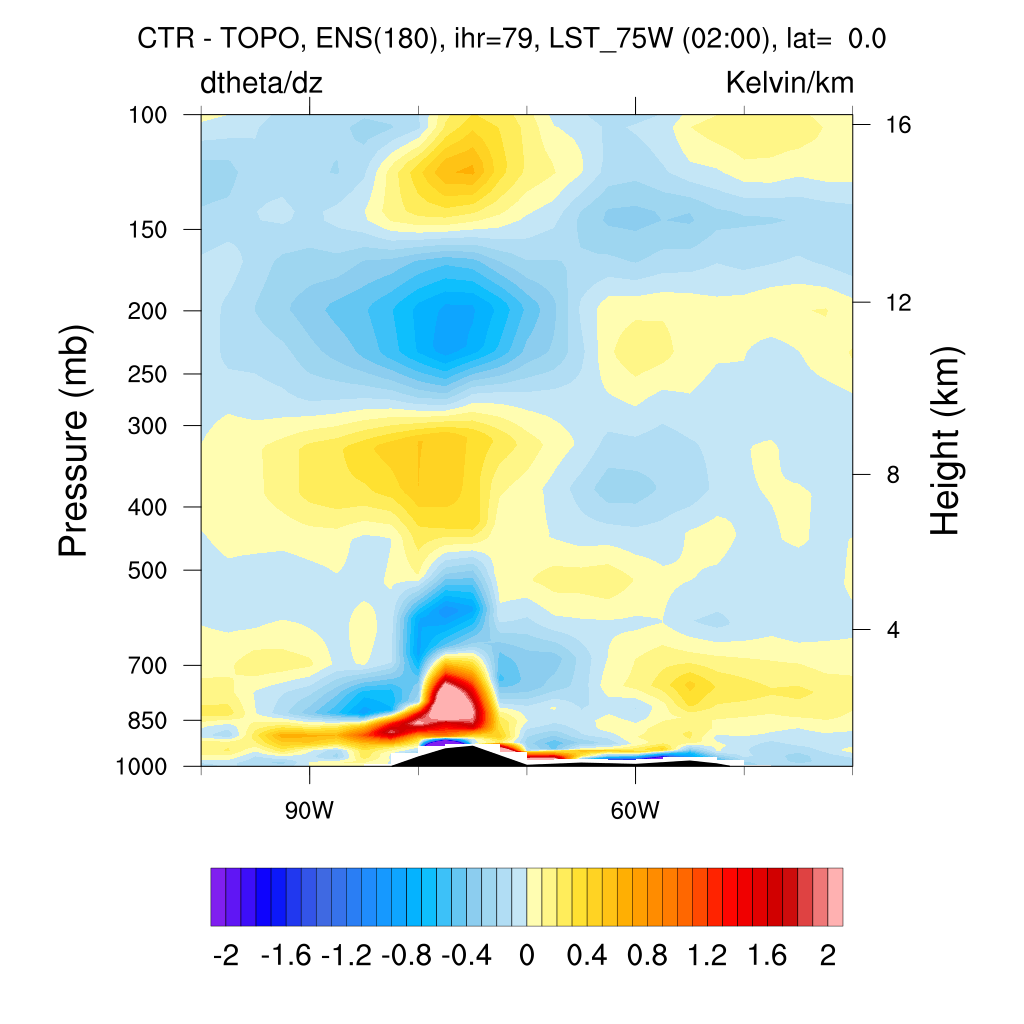 CTR - TOPO, ENS(180), ihr=79, LST_75W (02:00), lat=  0.0
dtheta/dz
Kelvin/km
100
150
200
250
300
400
500
700
850
1000
Pressure (mb)
16
12
8
4
Height (km)
90W
60W
-2 -1.6 -1.2 -0.8 -0.4 0 0.4 0.8 1.2 1.6 2